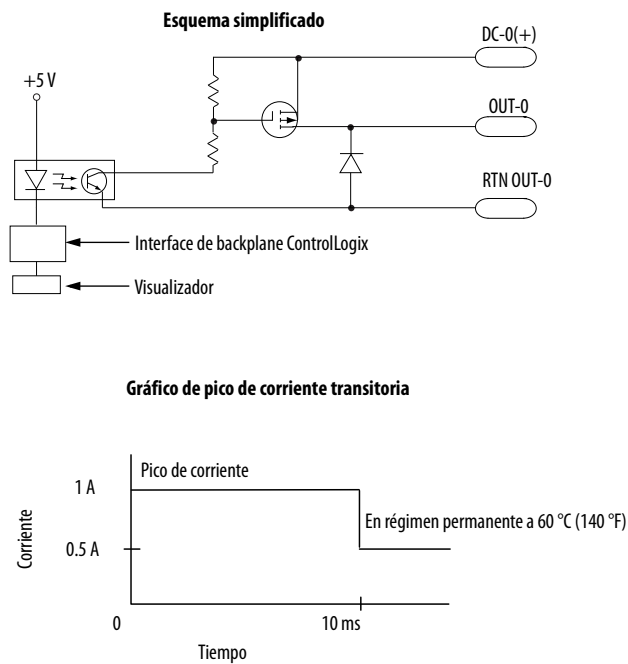 Esquema simplificado
DC-0(+)
+5 V
OUT-0
RTN OUT-0
Interface de backplane ControlLogix
Visualizador
Gráfico de pico de corriente transitoria
Pico de corriente
1 A
En régimen permanente a 60 °C (140 °F)
Corriente
0.5 A
0
10 ms
Tiempo